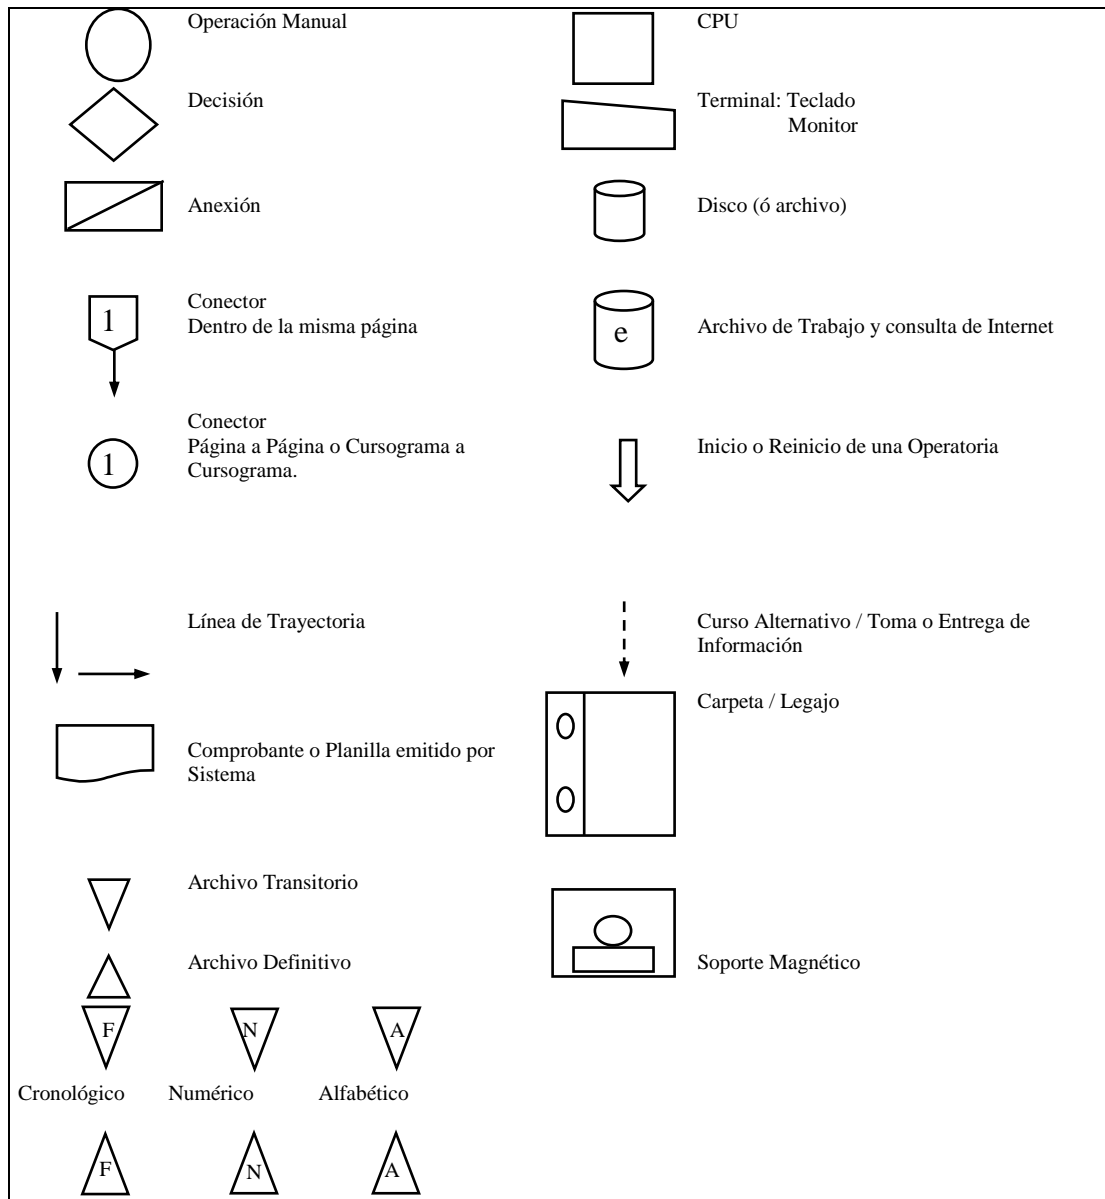 Operación Manual
CPU
Decisión
Terminal: Teclado
Monitor
Anexión
Disco (ó archivo)
1
Conector
Dentro de la misma página
e
Archivo de Trabajo y consulta de Internet
1
Conector
Página a Página o Cursograma a
Cursograma.
Inicio o Reinicio de una Operatoria
Línea de Trayectoria
Curso Alternativo / Toma o Entrega de
Información
Carpeta / Legajo
Comprobante o Planilla emitido por
Sistema
Archivo Transitorio
Archivo Definitivo
Soporte Magnético
F N A
Cronológico Numérico Alfabético
F N A